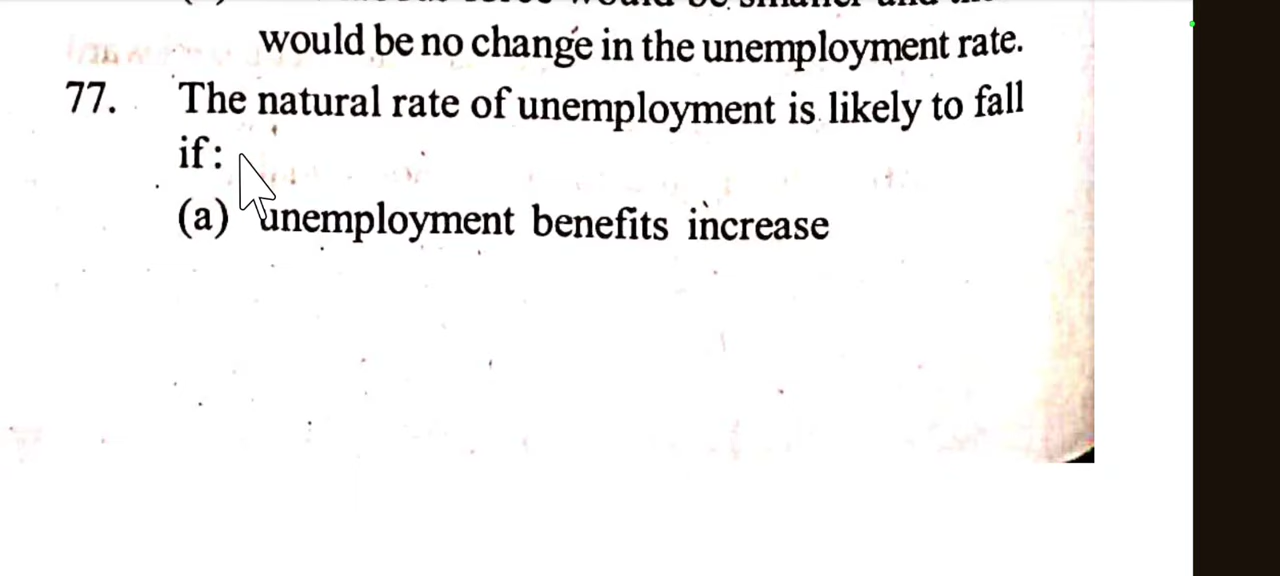 would be no change in the unemployment rate.
77. The natural rate of unemployment is likely to fall
if:
(a) unemployment benefits increase